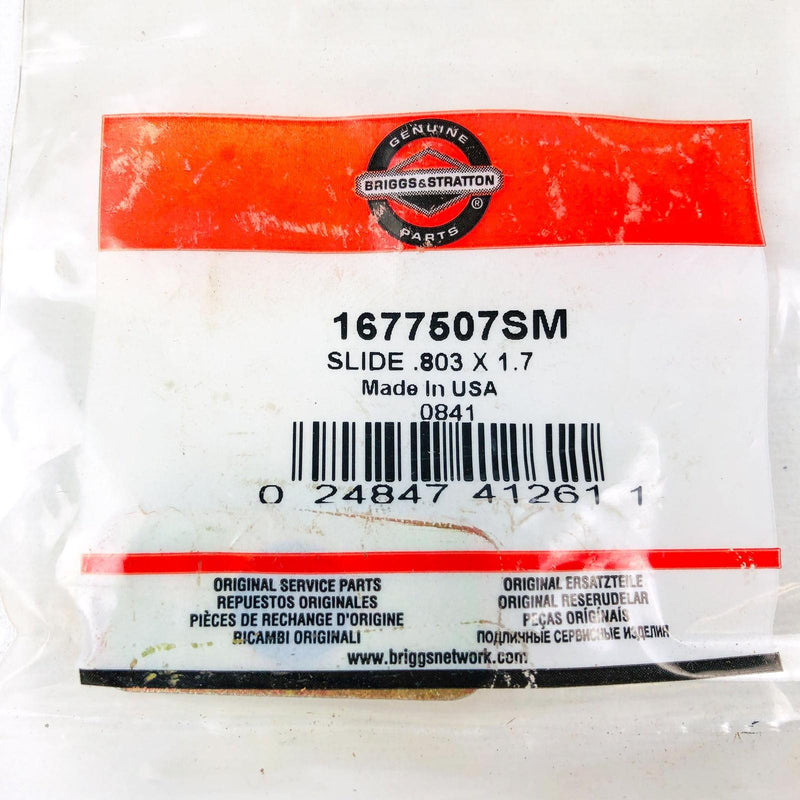 GENUINE
BRIGGS&STRATTON
®
PARTS
1677507SM
SLIDE .803 X 1.7
Made In USA
0841
0 24847 41261 1
ORIGINAL SERVICE PARTS
REPUESTOS ORIGINALES
PIÈCES DE RECHANGE D'ORIGINE
RICAMBI ORIGINALI
ORIGINAL ERSATZTEILE
ORIGINAL RESERUDELAR
PEÇAS ORIGINAIS
ПОДЛИННЫЕ СЕРВИСНЫЕ ИЗДЕЛИЯ
www.briggsnetwork.com